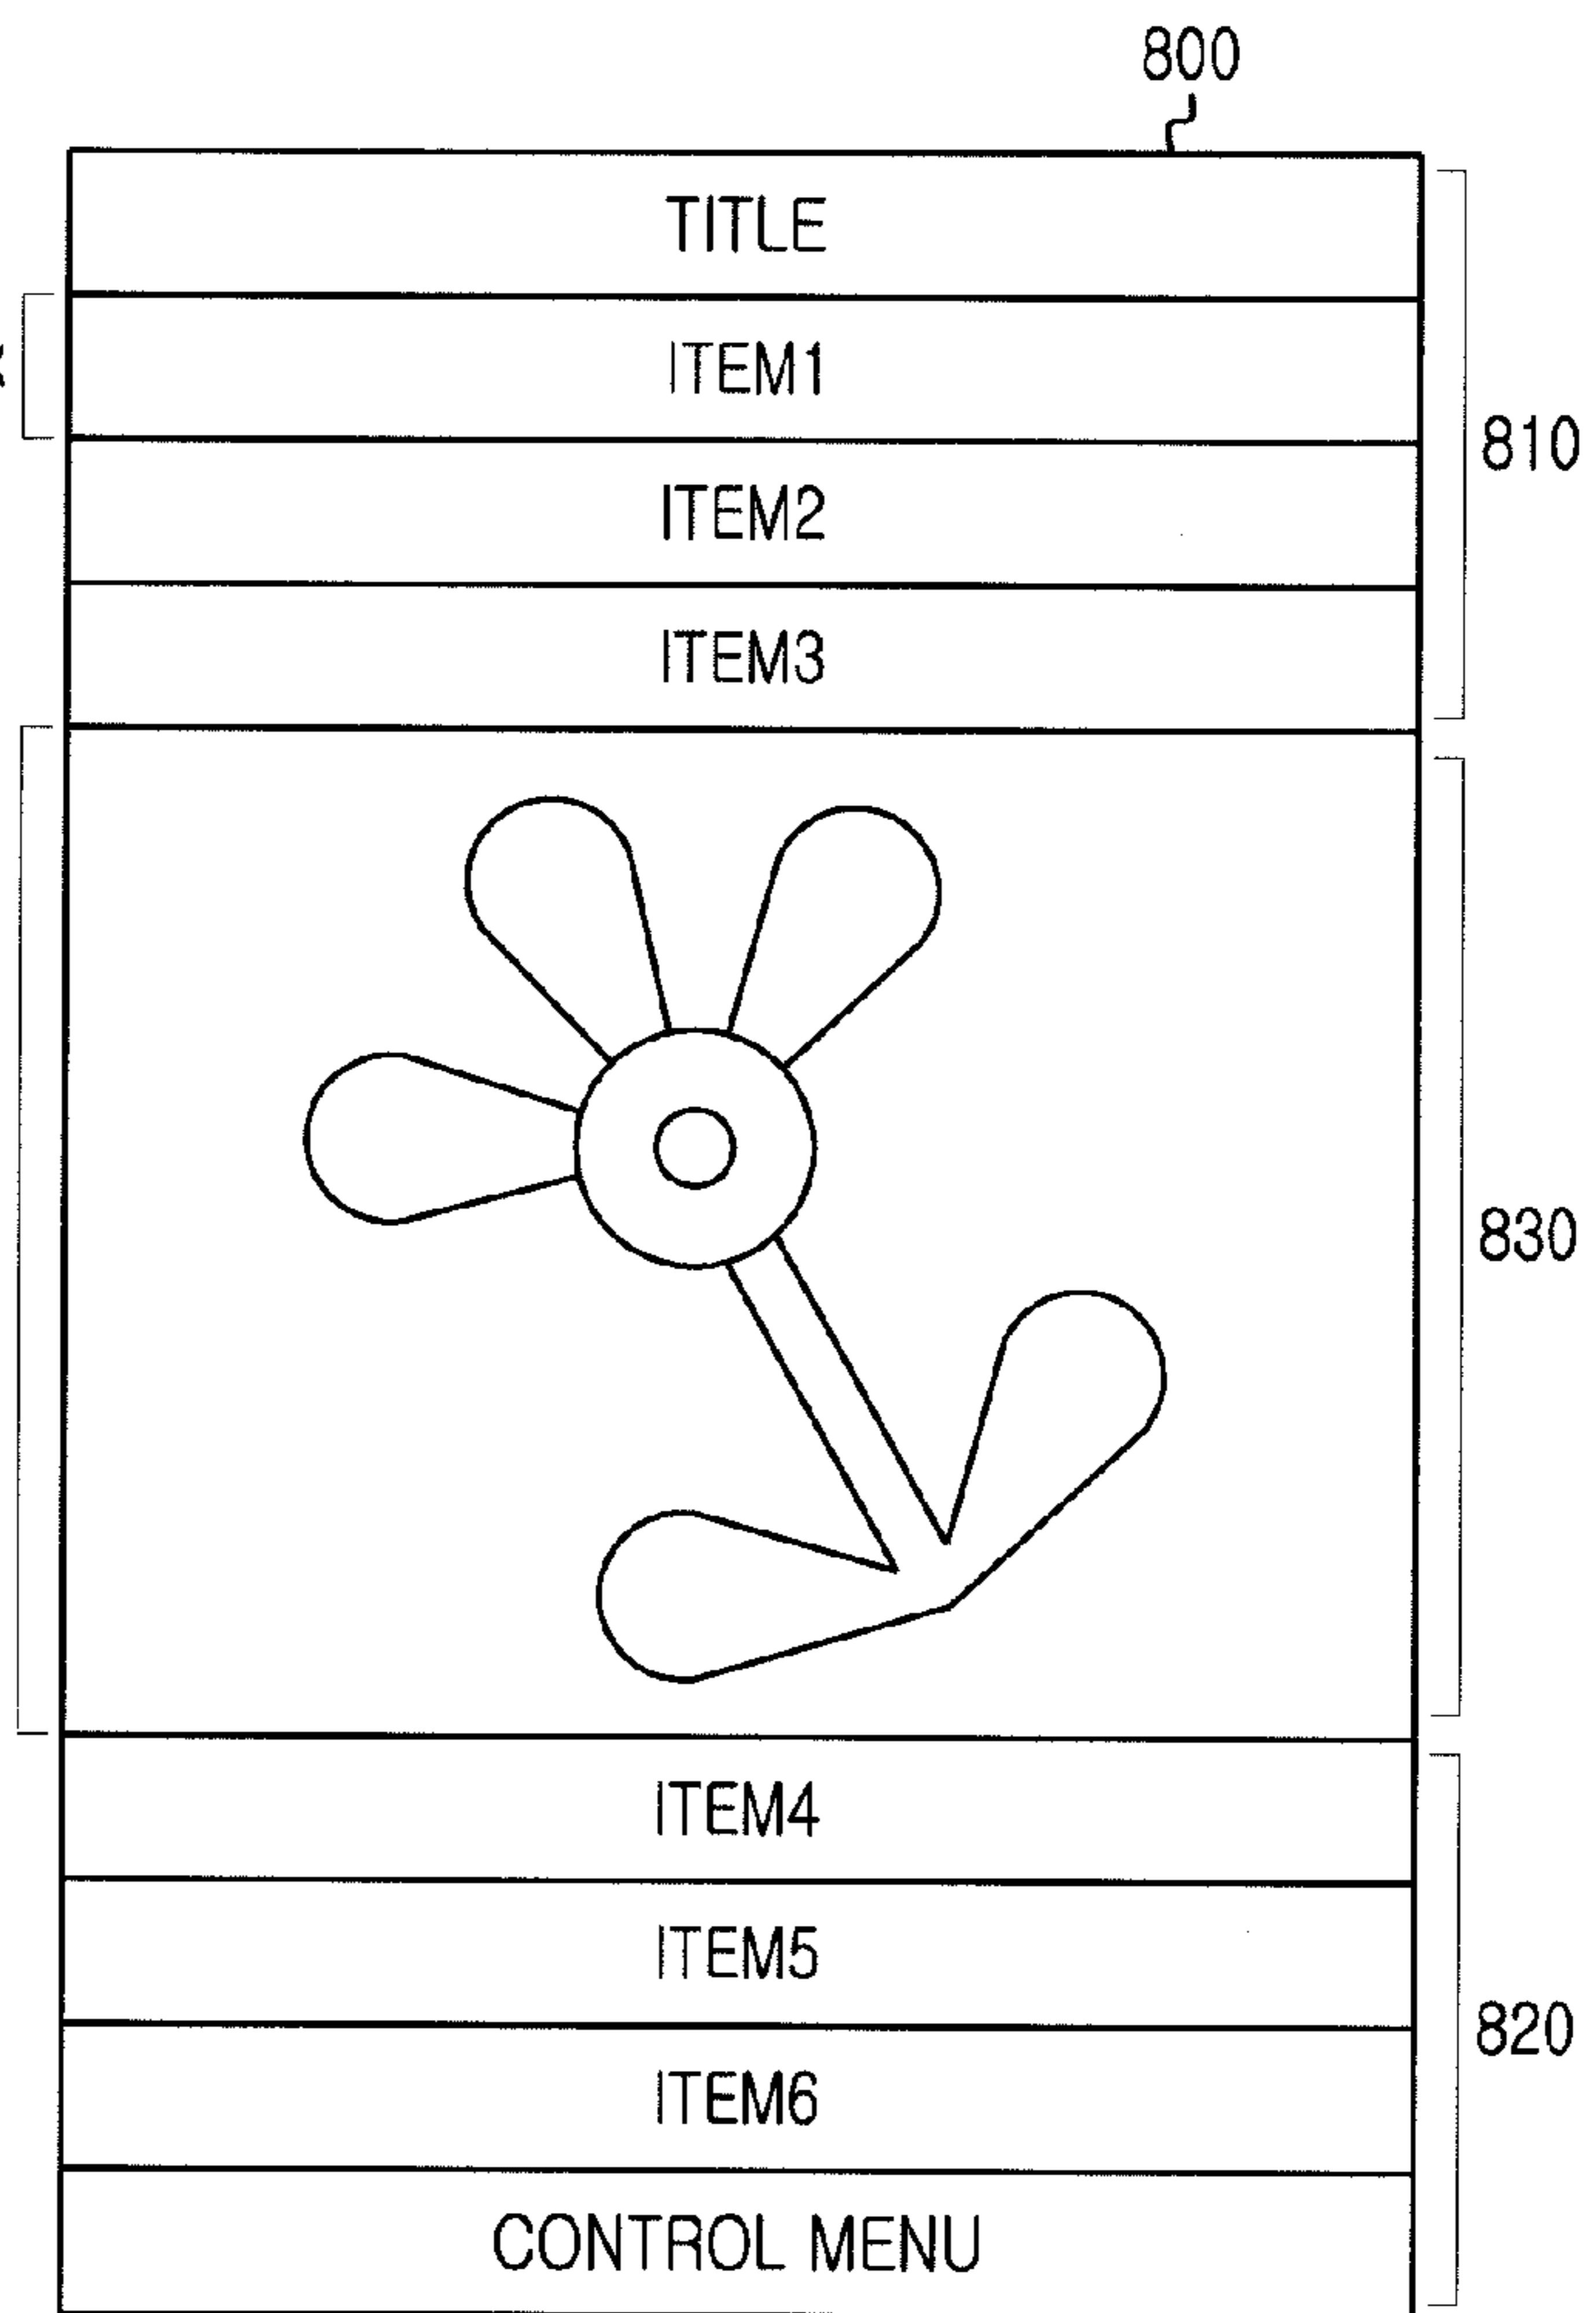 800
TITLE
ITEM1
ITEM2
ITEM3
810
830
ITEM4
ITEM5
ITEM6
820
CONTROL MENU